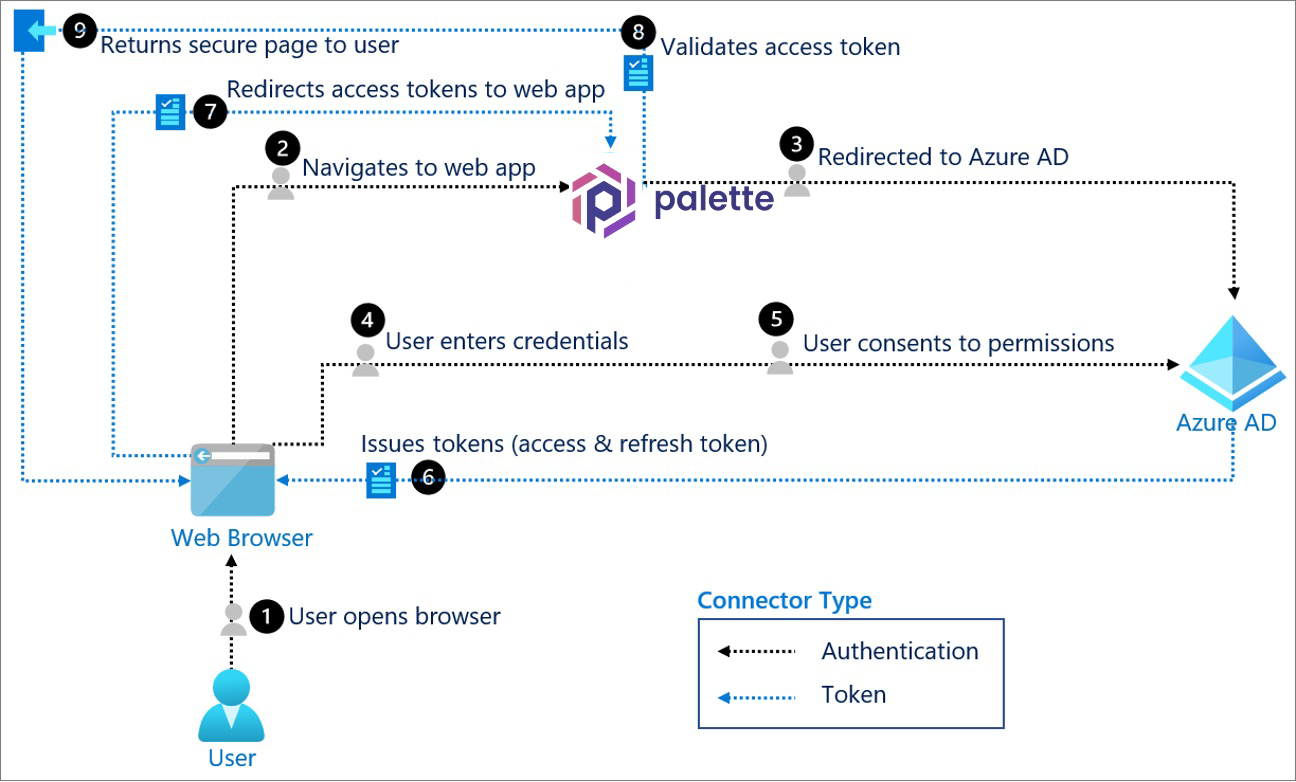 9
Returns secure page to user
8
Validates access token
Redirects access tokens to web app
7
2
Navigates to web app
3
Redirected to Azure AD
palette
4
User enters credentials
5
User consents to permissions
Azure AD
Issues tokens (access & refresh token)
6
Web Browser
1
User opens browser
User
Connector Type
Authentication
Token